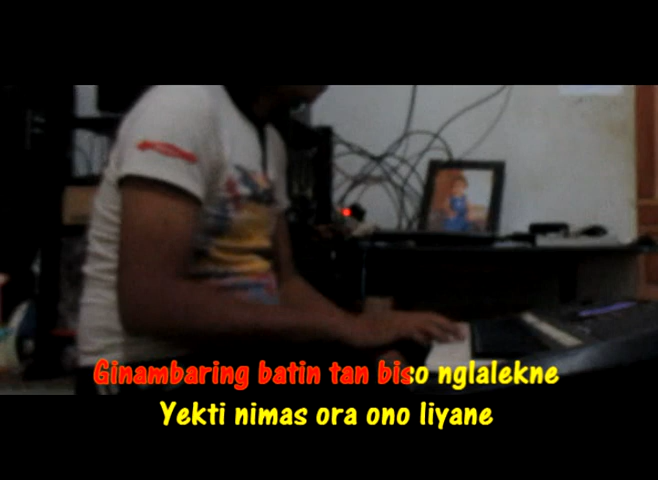 Ginambaring batin tan biso nglalekne
Yekti nimas ora ono liyane